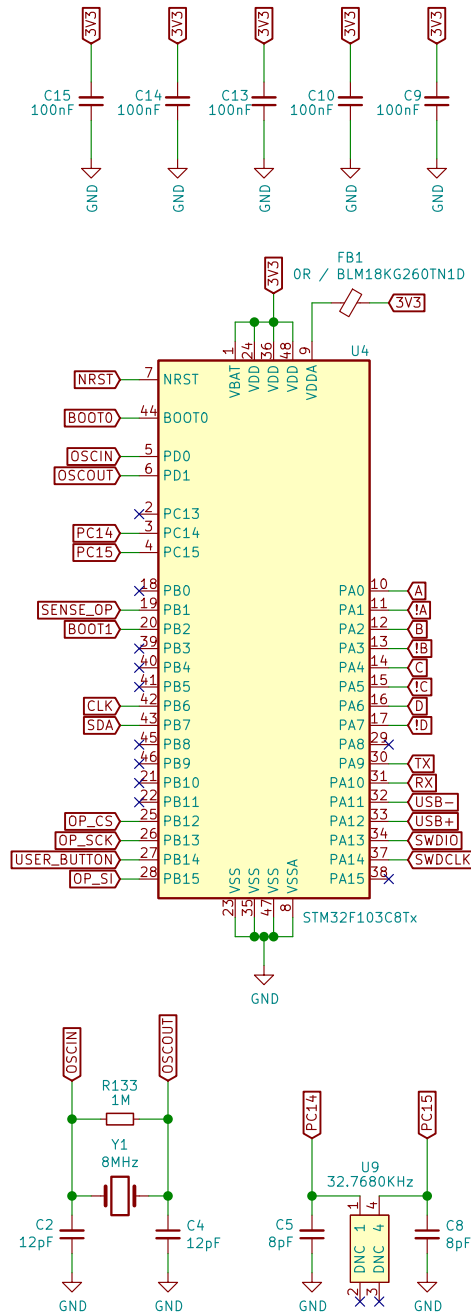 3V3 3V3 3V3 3V3 3V3
C15 C14 C13 C10 C9
100nF 100nF 100nF 100nF 100nF
GND GND GND GND GND
FB1
3V3 0R / BLM18KG260TN1D
3V3
1 24 36 48 9 U4
VBAT VDD VDD VDD VDDA
NRST 7 NRST
BOOT0 44 BOOT0
OSCIN 5 PD0
OSCOUT 6 PD1
2 PC13
PC14 3 PC14
PC15 4 PC15
18 PB0 PA0 10 A
SENSE_OP 19 PB1 PA1 11 !A
BOOT1 20 PB2 PA2 12 B
39 PB3 PA3 13 !B
40 PB4 PA4 14 C
41 PB5 PA5 15 !C
CLK 42 PB6 PA6 16 D
SDA 43 PB7 PA7 17 !D
45 PB8 PA8 29
46 PB9 PA9 30 TX
21 PB10 PA10 31 RX
22 PB11 PA11 32 USB-
OP_CS 25 PB12 PA12 33 USB+
OP_SCK 26 PB13 PA13 34 SWDIO
USER_BUTTON 27 PB14 PA14 37 SWDCLK
OP_SI 28 PB15 PA15 38
VSS VSS VSS VSSA
23 35 47 8 STM32F103C8Tx
GND
OSCIN OSCOUT
R133
1M
Y1
8MHz
C2 C4
12pF 12pF
GND GND
PC14 PC15
U9
32.7680KHz
1 4
C5 DNC 1 DNC 4 C8
8pF 8pF
2 3
GND GND